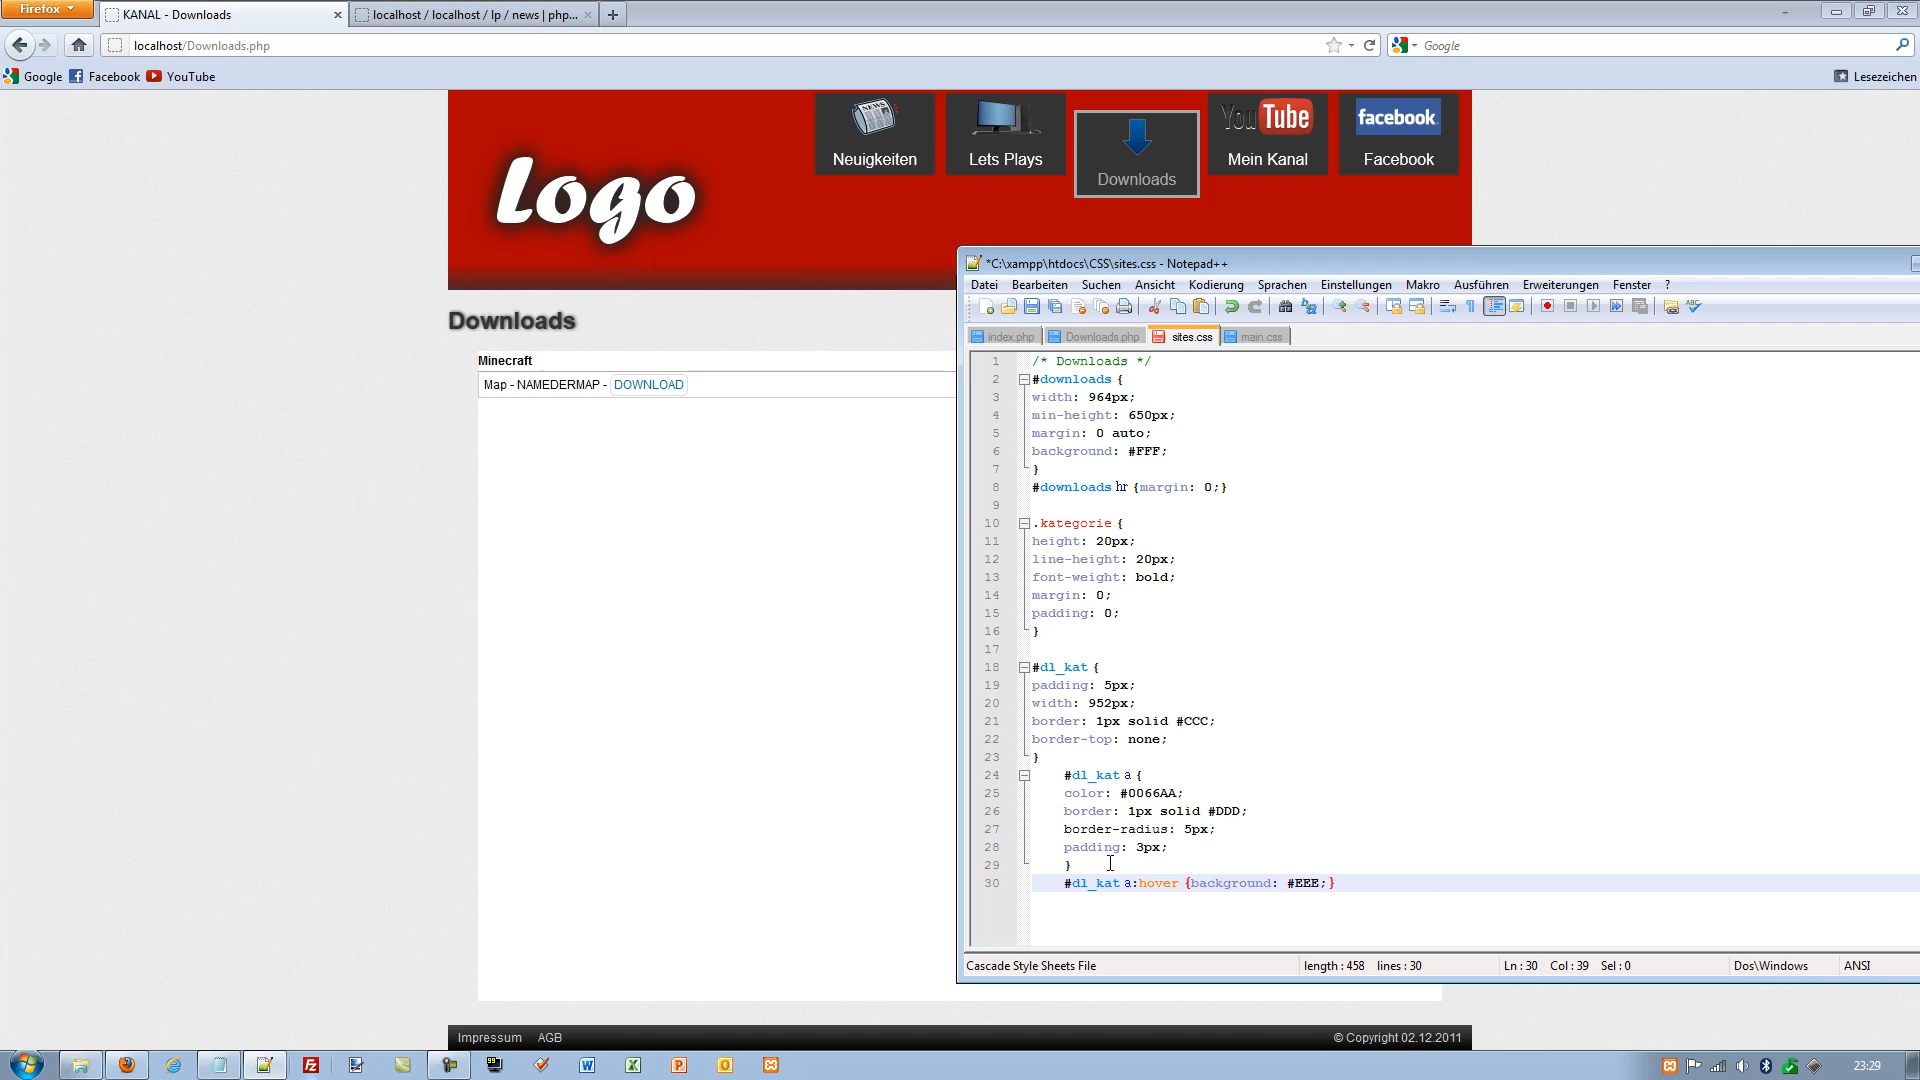 Firefox
KANAL - Downloads
localhost / localhost / lp / news | php...
localhost/Downloads.php
Google
Google
Facebook
YouTube
Lesezeichen
NEWS
Neuigkeiten
Lets Plays
Downloads
YouTube
Mein Kanal
facebook
Facebook
Logo
Downloads
Minecraft
Map - NAMEDERMAP - DOWNLOAD
*C:\xampp\htdocs\CSS\sites.css - Notepad++
Datei Bearbeiten Suchen Ansicht Kodierung Sprachen Einstellungen Makro Ausführen Erweiterungen Fenster ?
index.php
Downloads.php
sites.css
main.css
1 /* Downloads */
2 #downloads {
3 width: 964px;
4 min-height: 650px;
5 margin: 0 auto;
6 background: #FFF;
7 }
8 #downloads hr {margin: 0;}
9
10 .kategorie {
11 height: 20px;
12 line-height: 20px;
13 font-weight: bold;
14 margin: 0;
15 padding: 0;
16 }
17
18 #dl_kat {
19 padding: 5px;
20 width: 952px;
21 border: 1px solid #CCC;
22 border-top: none;
23 }
24 #dl_kat a {
25 color: #0066AA;
26 border: 1px solid #DDD;
27 border-radius: 5px;
28 padding: 3px;
29 }
30 #dl_kat a:hover {background: #EEE;}
Cascade Style Sheets File
length : 458 lines : 30
Ln : 30 Col : 39 Sel : 0
Dos\Windows
ANSI
Impressum
AGB
© Copyright 02.12.2011
23:29